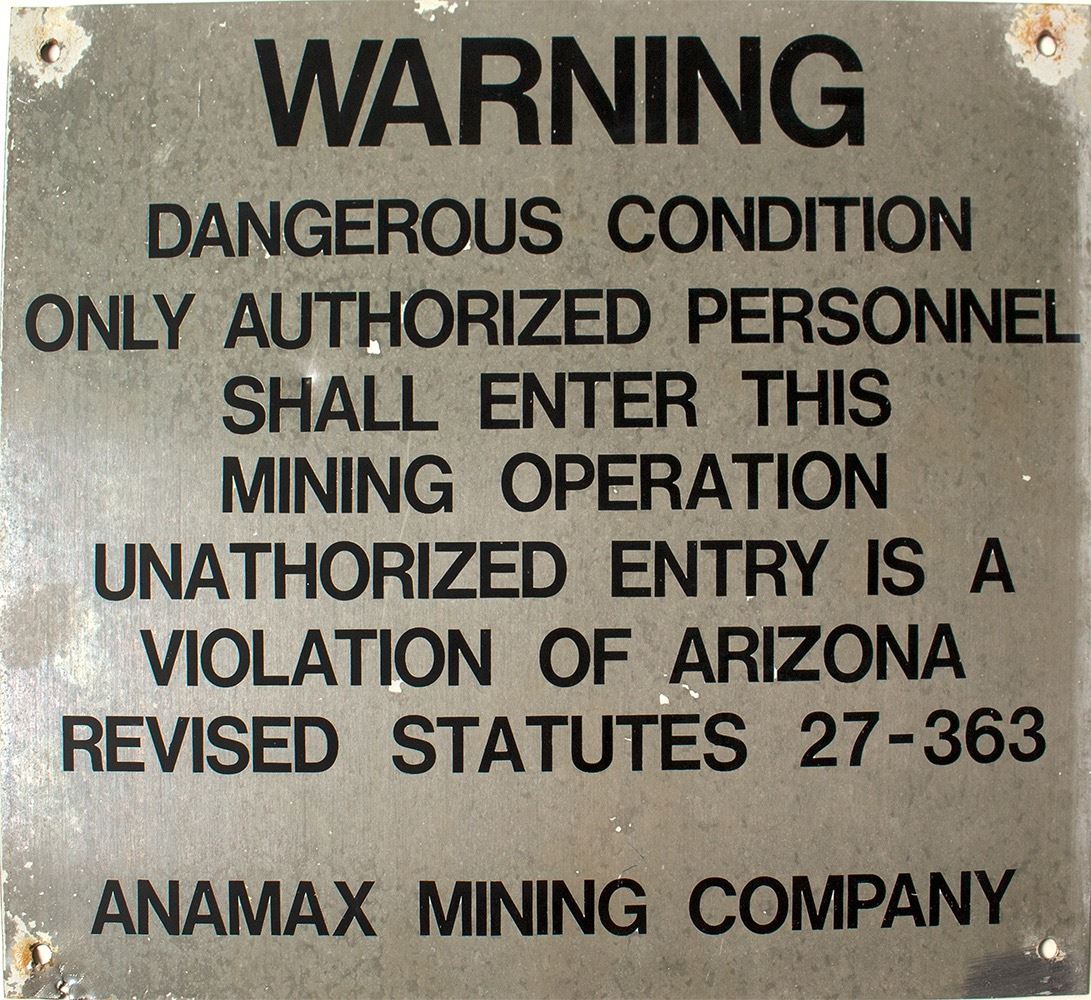 WARNING
DANGEROUS CONDITION
ONLY AUTHORIZED PERSONNEL
SHALL ENTER THIS
MINING OPERATION
UNATHORIZED ENTRY IS A
VIOLATION OF ARIZONA
REVISED STATUTES 27-363
ANAMAX MINING COMPANY